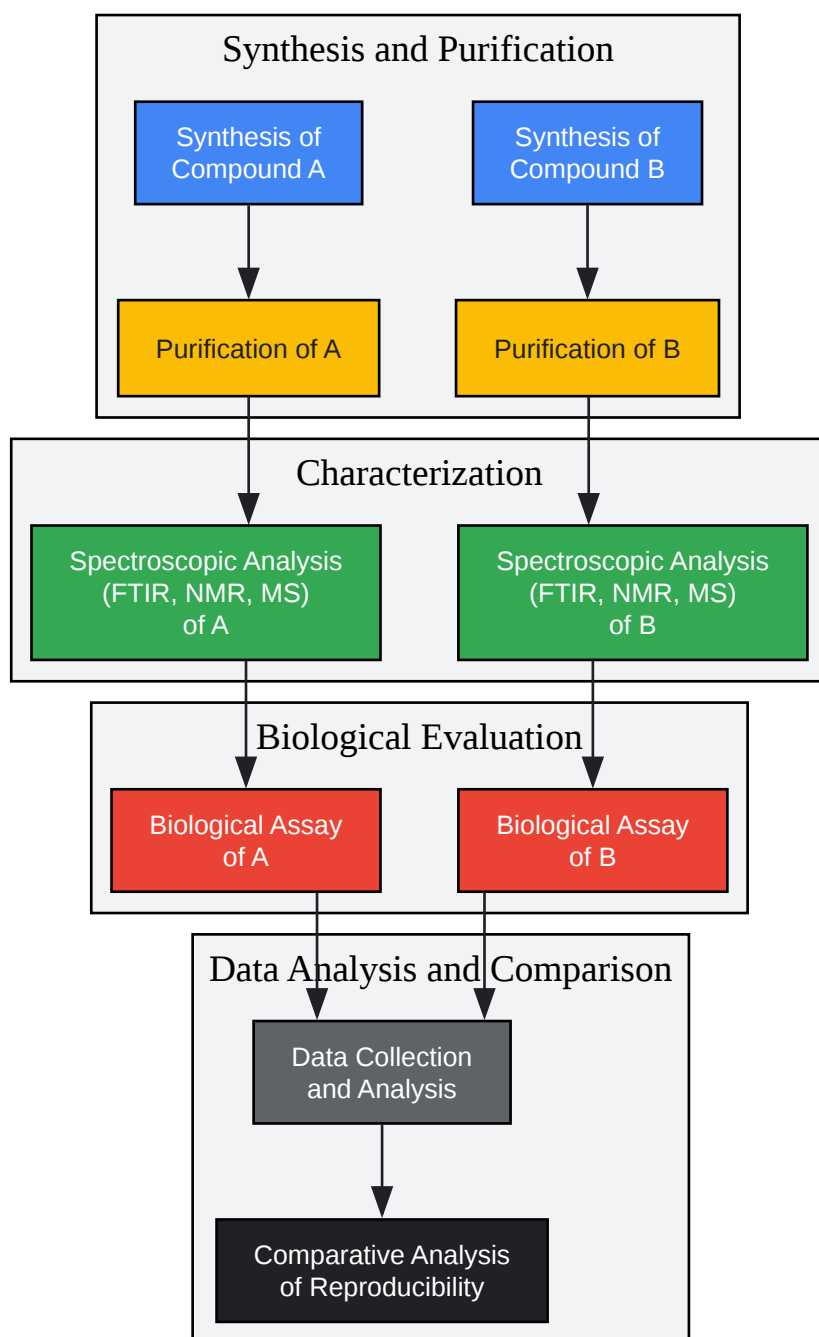 Synthesis and Purification
Synthesis of
Compound A
Synthesis of
Compound B
Purification of A
Purification of B
Characterization
Spectroscopic Analysis
(FTIR, NMR, MS)
of A
Spectroscopic Analysis
(FTIR, NMR, MS)
of B
Biological Evaluation
Biological Assay
of A
Biological Assay
of B
Data Analysis and Comparison
Data Collection
and Analysis
Comparative Analysis
of Reproducibility